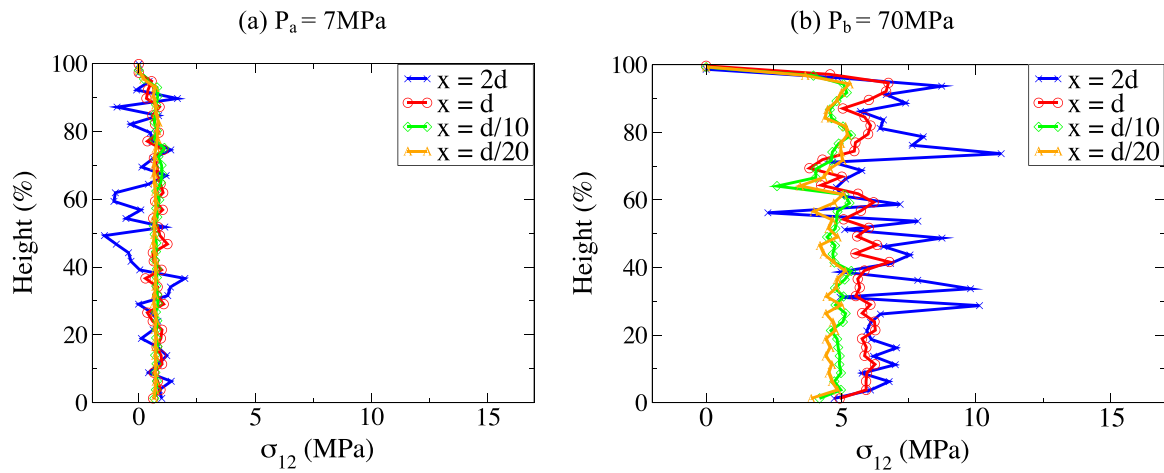 (a) Pa = 7MPa
100
80
60
40
20
0
Height (%)
0
5
10
15
σ12 (MPa)
x = 2d
x = d
x = d/10
x = d/20
(b) Pb = 70MPa
100
80
60
40
20
0
Height (%)
0
5
10
15
σ12 (MPa)
x = 2d
x = d
x = d/10
x = d/20